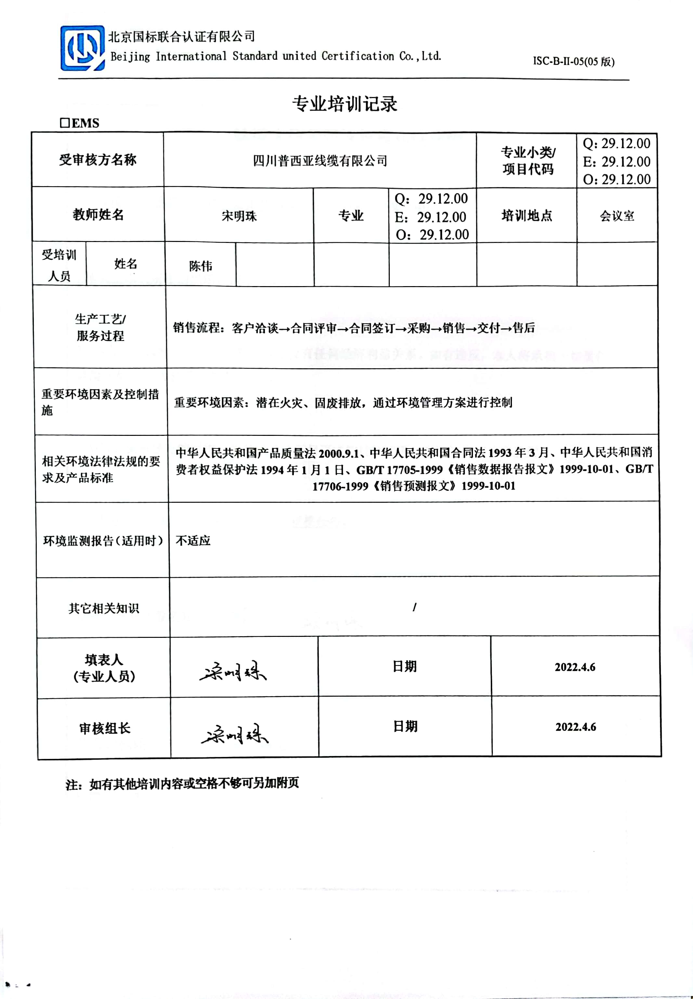 北京国标联合认证有限公司
Beijing International Standard united Certification Co.,Ltd.
ISC-B-II-05(05 版)
专业培训记录
□EMS
受审核方名称
四川普西亚线缆有限公司
专业小类/
项目代码
Q: 29.12.00
E: 29.12.00
O: 29.12.00
教师姓名
宋明珠
专业
Q: 29.12.00
E: 29.12.00
O: 29.12.00
培训地点
会议室
受培训
人员
姓名
陈伟
生产工艺/
服务过程
销售流程：客户洽谈→合同评审→合同签订→采购→销售→交付→售后
重要环境因素及控制措
施
重要环境因素：潜在火灾、固废排放，通过环境管理方案进行控制
相关环境法律法规的要
求及产品标准
中华人民共和国产品质量法 2000.9.1、中华人民共和国合同法 1993 年 3 月、中华人民共和国消
费者权益保护法 1994 年 1 月 1 日、GB/T 17705-1999《销售数据报告报文》1999-10-01、GB/T
17706-1999《销售预测报文》1999-10-01
环境监测报告（适用时）
不适应
其它相关知识
/
填表人
(专业人员)
宋明珠
日期
2022.4.6
审核组长
宋明珠
日期
2022.4.6
注：如有其他培训内容或空格不够可另加附页